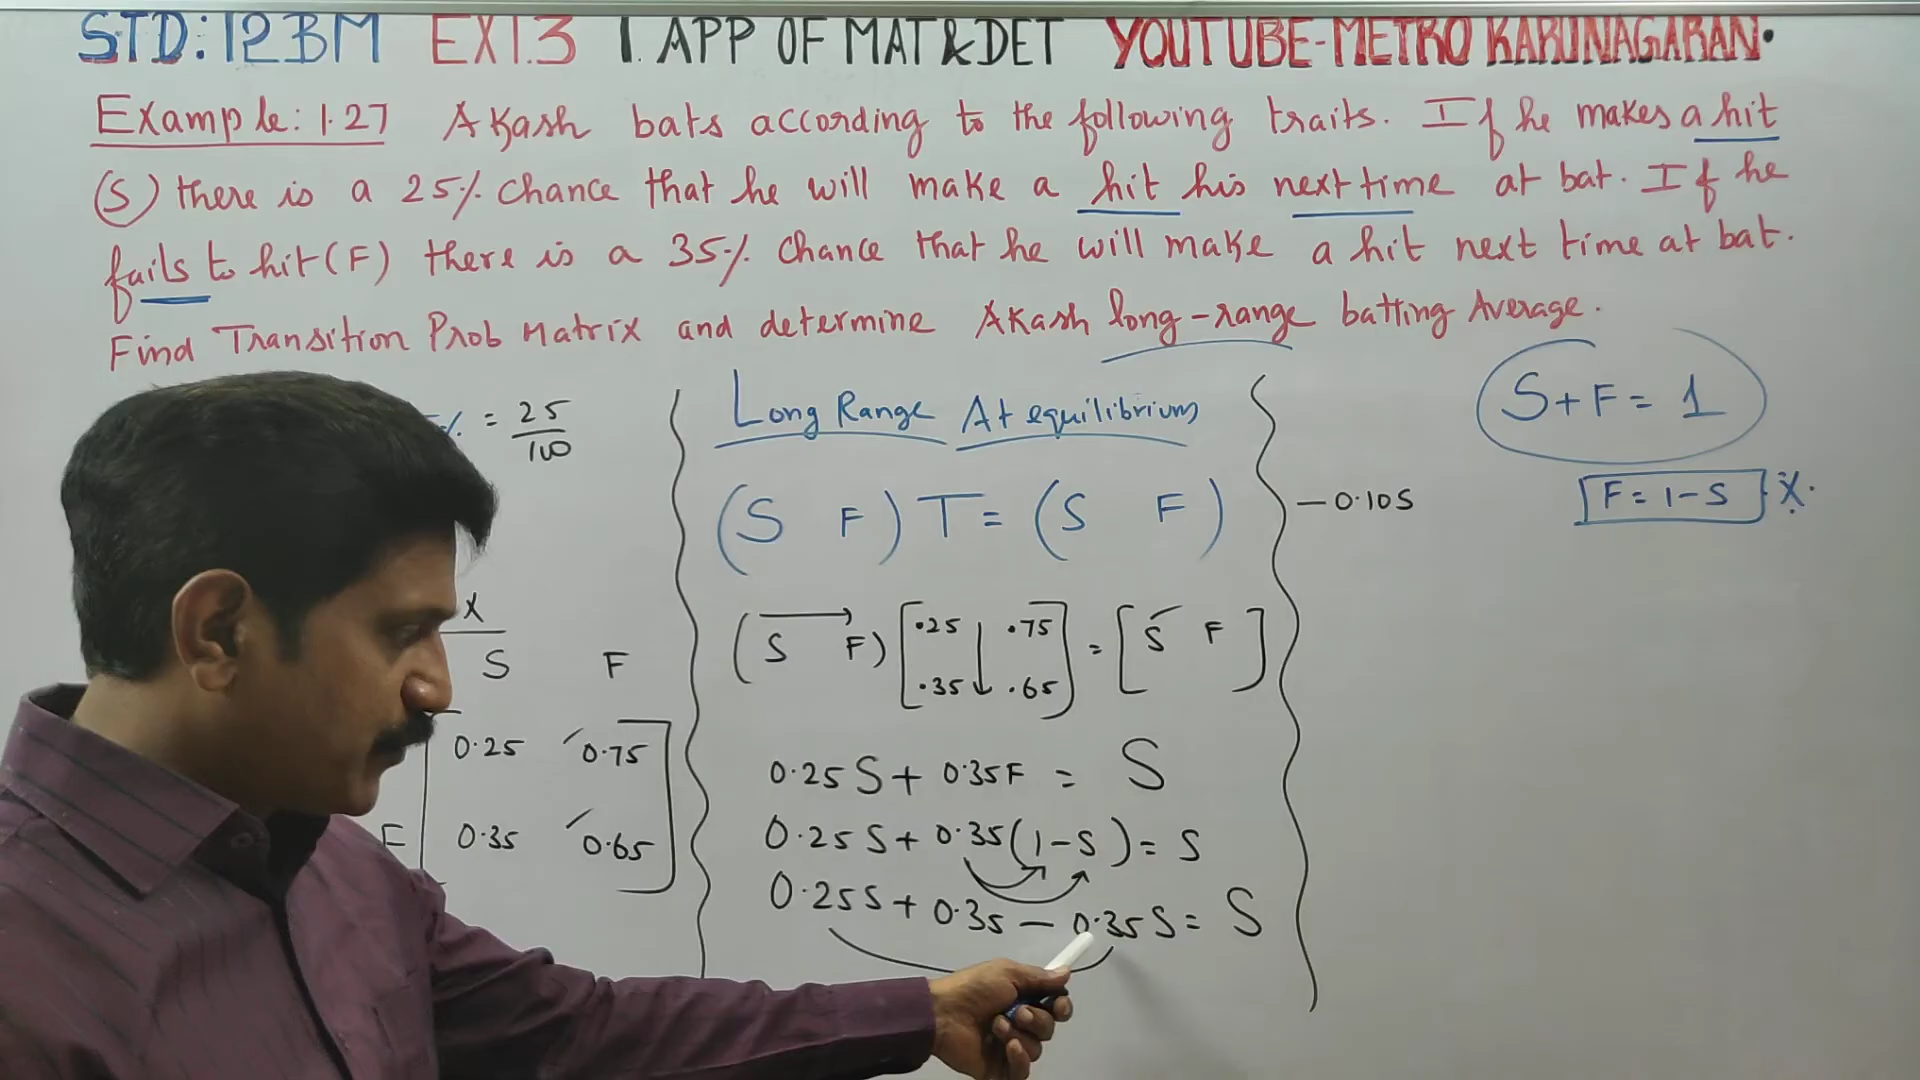 STD: 12BM EX1.3 1. APP OF MAT & DET YOUTUBE-METRO KARUNAGARAN.
Example: 1.27 Akash bats according to the following traits. If he makes a hit
(S) there is a 25% chance that he will make a hit his next time at bat. If he
fails to hit (F) there is a 35% chance that he will make a hit next time at bat.
Find Transition Prob Matrix and determine Akash long-range batting Average.
% = 25/100
X
S F
0.25 0.75
F 0.35 0.65
Long Range At equilibrium
(S F) T = (S F)
(S F) [.25 .75
.35 .65] = [S F]
0.25S + 0.35F = S
0.25S + 0.35(1-S) = S
0.25S + 0.35 - 0.35S = S
-0.10S
S+F = 1
F = 1-S